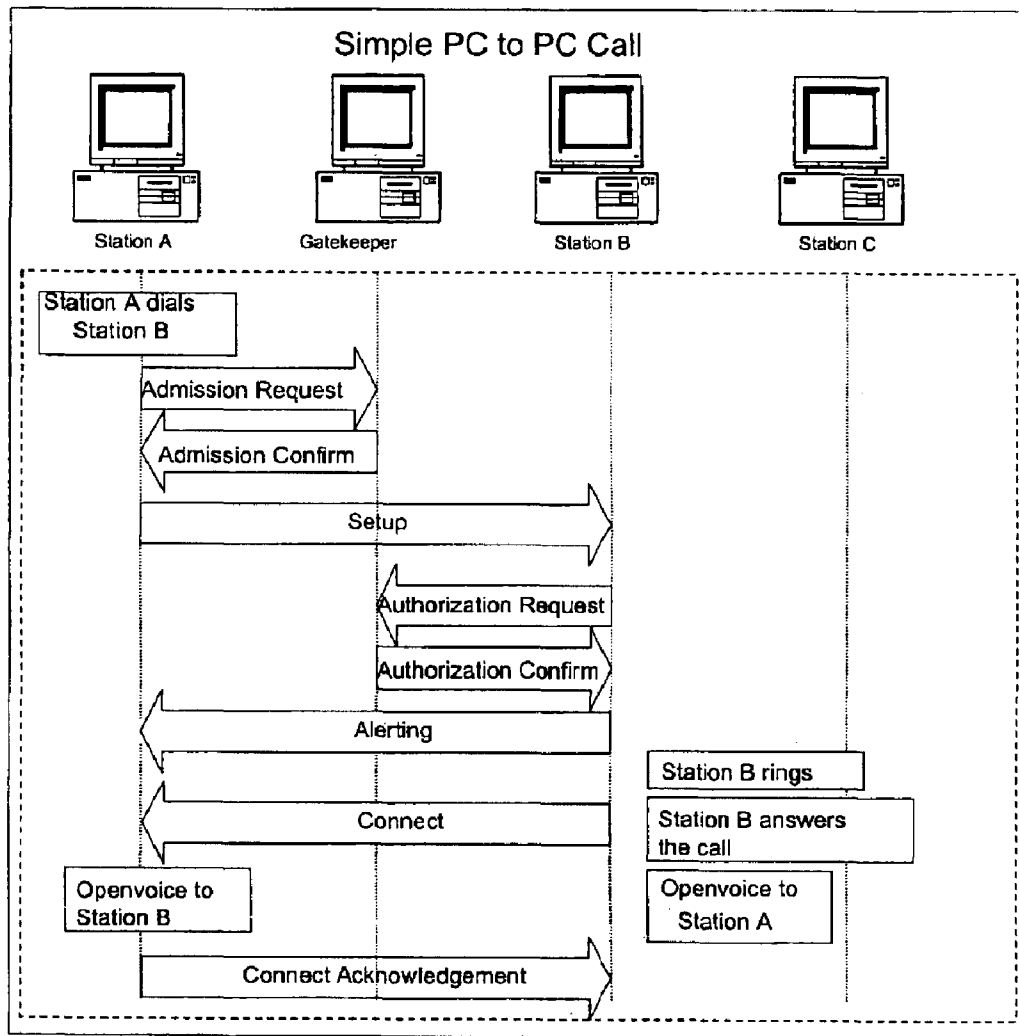 Simple PC to PC Call
Station A
Gatekeeper
Station B
Station C
Station A dials
Station B
Admission Request
Admission Confirm
Setup
Authorization Request
Authorization Confirm
Alerting
Station B rings
Connect
Station B answers
the call
Openvoice to
Station B
Openvoice to
Station A
Connect Acknowledgement